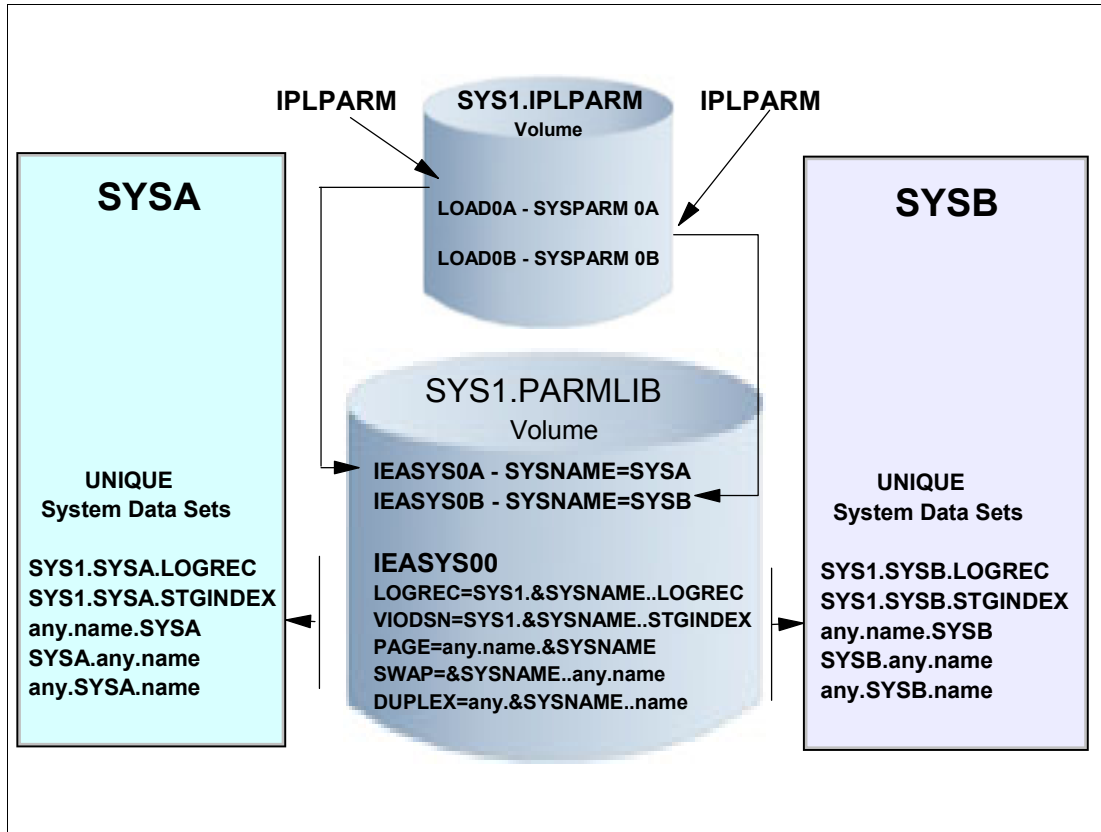 IPLPARM
SYS1.IPLPARM
Volume
IPLPARM
LOAD0A - SYSPARM 0A
LOAD0B - SYSPARM 0B
SYSA
UNIQUE
System Data Sets
SYS1.SYSA.LOGREC
SYS1.SYSA.STGINDEX
any.name.SYSA
SYSA.any.name
any.SYSA.name
SYS1.PARMLIB
Volume
IEASYS0A - SYSNAME=SYSA
IEASYS0B - SYSNAME=SYSB
IEASYS00
LOGREC=SYS1.&SYSNAME..LOGREC
VIODSN=SYS1.&SYSNAME..STGINDEX
PAGE=any.name.&SYSNAME
SWAP=&SYSNAME..any.name
DUPLEX=any.&SYSNAME..name
SYSB
UNIQUE
System Data Sets
SYS1.SYSB.LOGREC
SYS1.SYSB.STGINDEX
any.name.SYSB
SYSB.any.name
any.SYSB.name